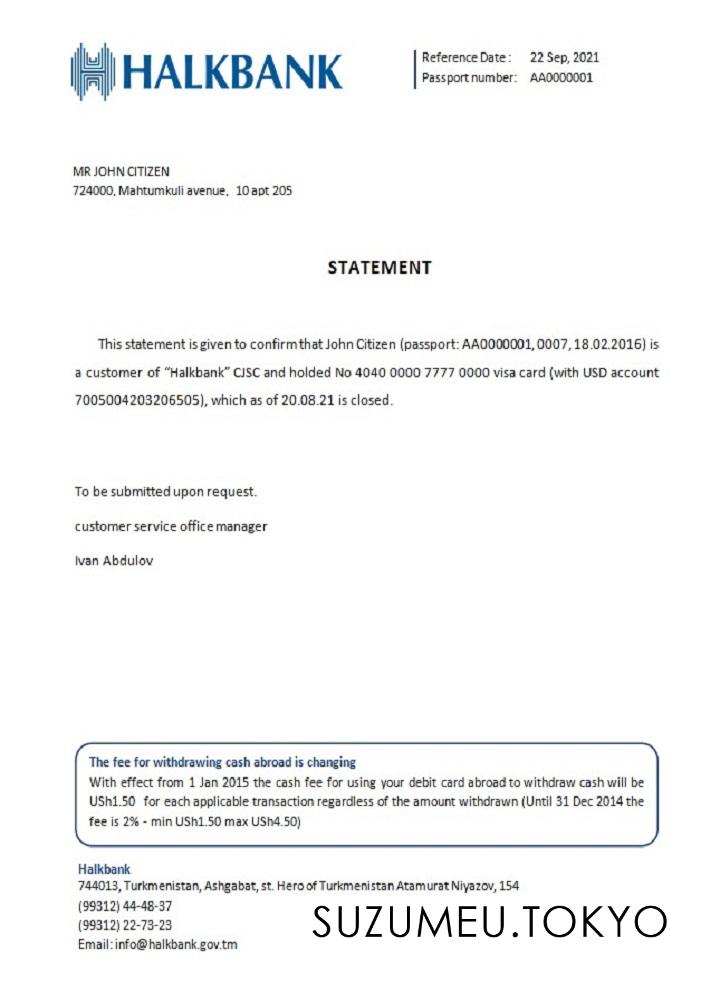 HALKBANK
Reference Date: 22 Sep, 2021
Passport number: AA0000001
MR JOHN CITIZEN
724000, Mahtumkuli avenue, 10 apt 205
STATEMENT
This statement is given to confirm that John Citizen (passport: AA0000001, 0007, 18.02.2016) is
a customer of “Halkbank” CJSC and holded No 4040 0000 7777 0000 visa card (with USD account
7005004203206505), which as of 20.08.21 is closed.
To be submitted upon request.
customer service office manager
Ivan Abdulov
The fee for withdrawing cash abroad is changing
With effect from 1 Jan 2015 the cash fee for using your debit card abroad to withdraw cash will be
USh1.50 for each applicable transaction regardless of the amount withdrawn (Until 31 Dec 2014 the
fee is 2% - min USh1.50 max USh4.50)
Halkbank
744013, Turkmenistan, Ashgabat, st. Hero of Turkmenistan Atamurat Niyazov, 154
(99312) 44-48-37
(99312) 22-73-23
Email: info@halkbank.gov.tm
SUZUMEU.TOKYO